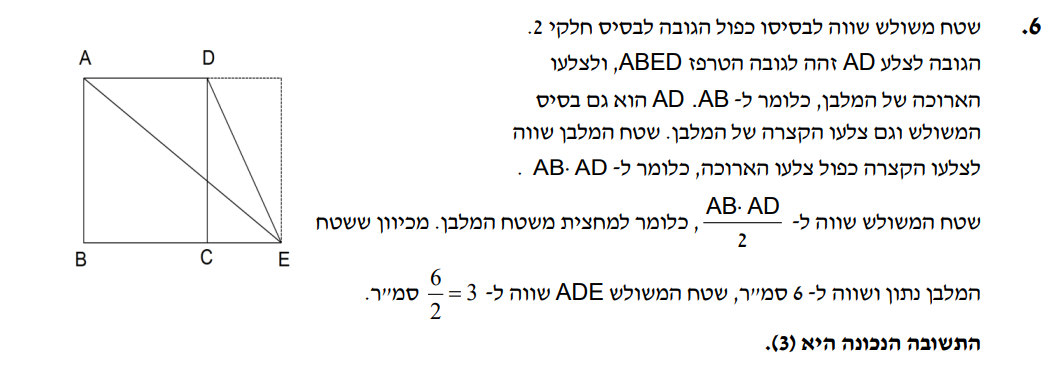 6. שטח משולש שווה לבסיסו כפול הגובה לבסיס חלקי 2.
הגובה לצלע AD זהה לגובה הטרפז ABED, ולצלעו
הארוכה של המלבן, כלומר ל- AB. AD הוא גם בסיס
המשולש וגם צלעו הקצרה של המלבן. שטח המלבן שווה
לצלעו הקצרה כפול צלעו הארוכה, כלומר ל- AB· AD .
שטח המשולש שווה ל- \frac{AB· AD}{2}, כלומר למחצית משטח המלבן. מכיוון ששטח
המלבן נתון ושווה ל- 6 סמ״ר, שטח המשולש ADE שווה ל- \frac{6}{2} = 3 סמ״ר.
התשובה הנכונה היא (3).
A D
B C E